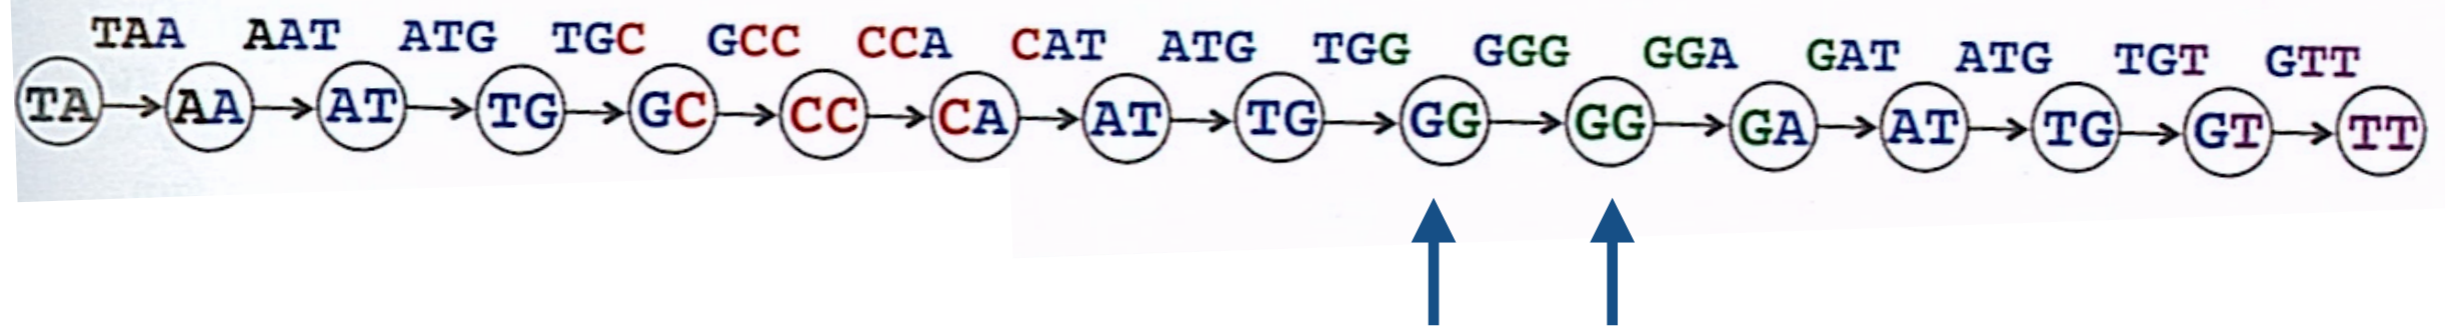 TAA AAT ATG TGC GCC CCA CAT ATG TGG GGG GGA GAT ATG TGT GTT
TA AA AT TG GC CC CA AT TG GG GG GA AT TG GT TT